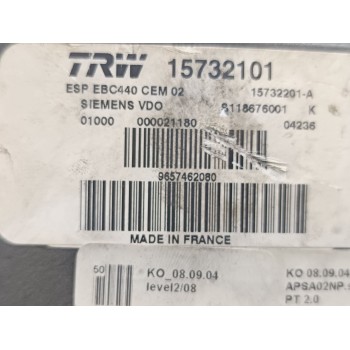 TRW 15732101
ESP EBC440 CEM 02 15732201-A
SIEMENS VDO S118676001 K
01000 000021180 04236
9657462080
MADE IN FRANCE
50 KO_08.09.04 KO 08.09.04
level2/08 APSA02NP.
PT 2.0